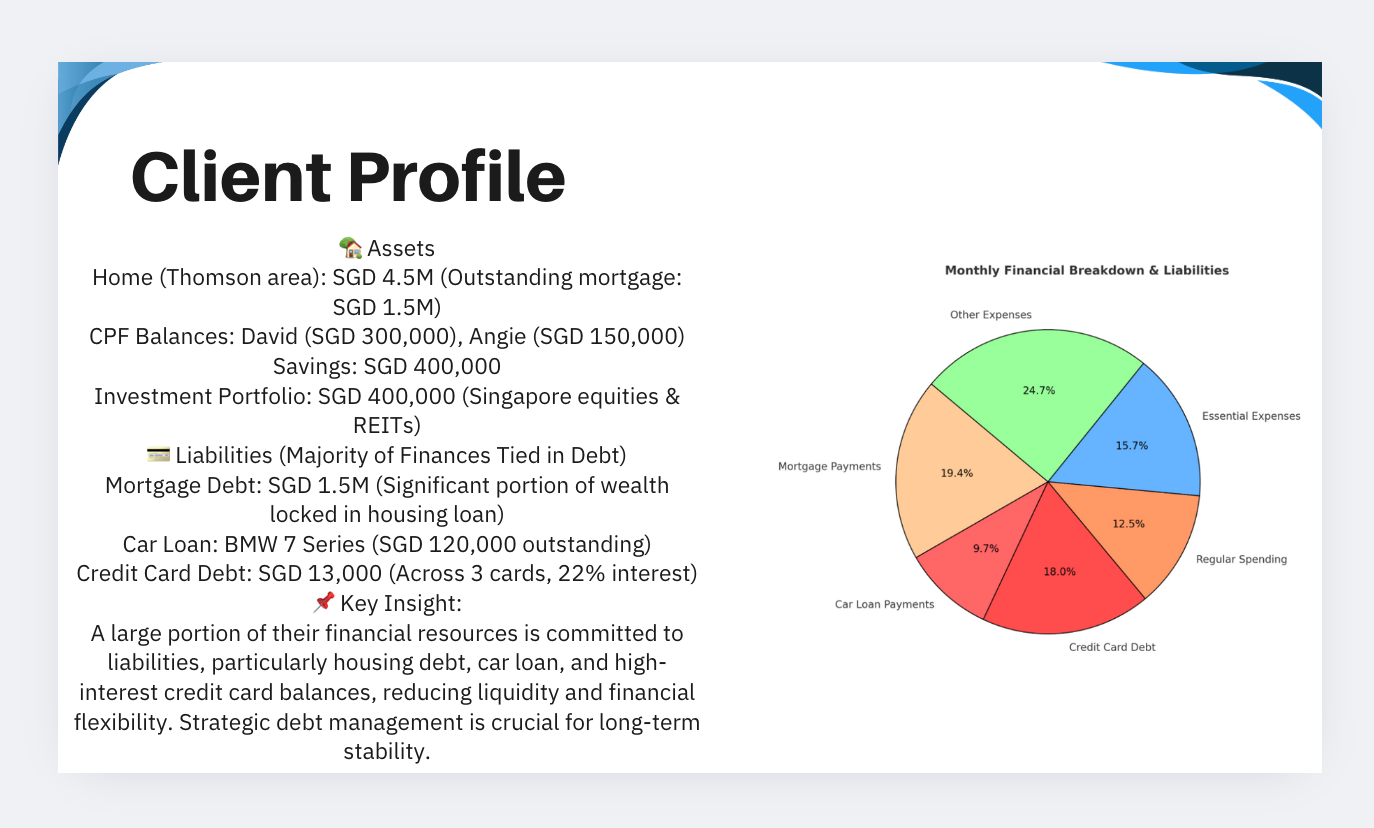 Client Profile
🏡 Assets
Home (Thomson area): SGD 4.5M (Outstanding mortgage:
SGD 1.5M)
CPF Balances: David (SGD 300,000), Angie (SGD 150,000)
Savings: SGD 400,000
Investment Portfolio: SGD 400,000 (Singapore equities &
REITs)
💳 Liabilities (Majority of Finances Tied in Debt)
Mortgage Debt: SGD 1.5M (Significant portion of wealth
locked in housing loan)
Car Loan: BMW 7 Series (SGD 120,000 outstanding)
Credit Card Debt: SGD 13,000 (Across 3 cards, 22% interest)
📌 Key Insight:
A large portion of their financial resources is committed to
liabilities, particularly housing debt, car loan, and high-
interest credit card balances, reducing liquidity and financial
flexibility. Strategic debt management is crucial for long-term
stability.
Monthly Financial Breakdown & Liabilities
Other Expenses
24.7%
Essential Expenses
15.7%
Mortgage Payments
19.4%
12.5%
Regular Spending
9.7%
Car Loan Payments
18.0%
Credit Card Debt